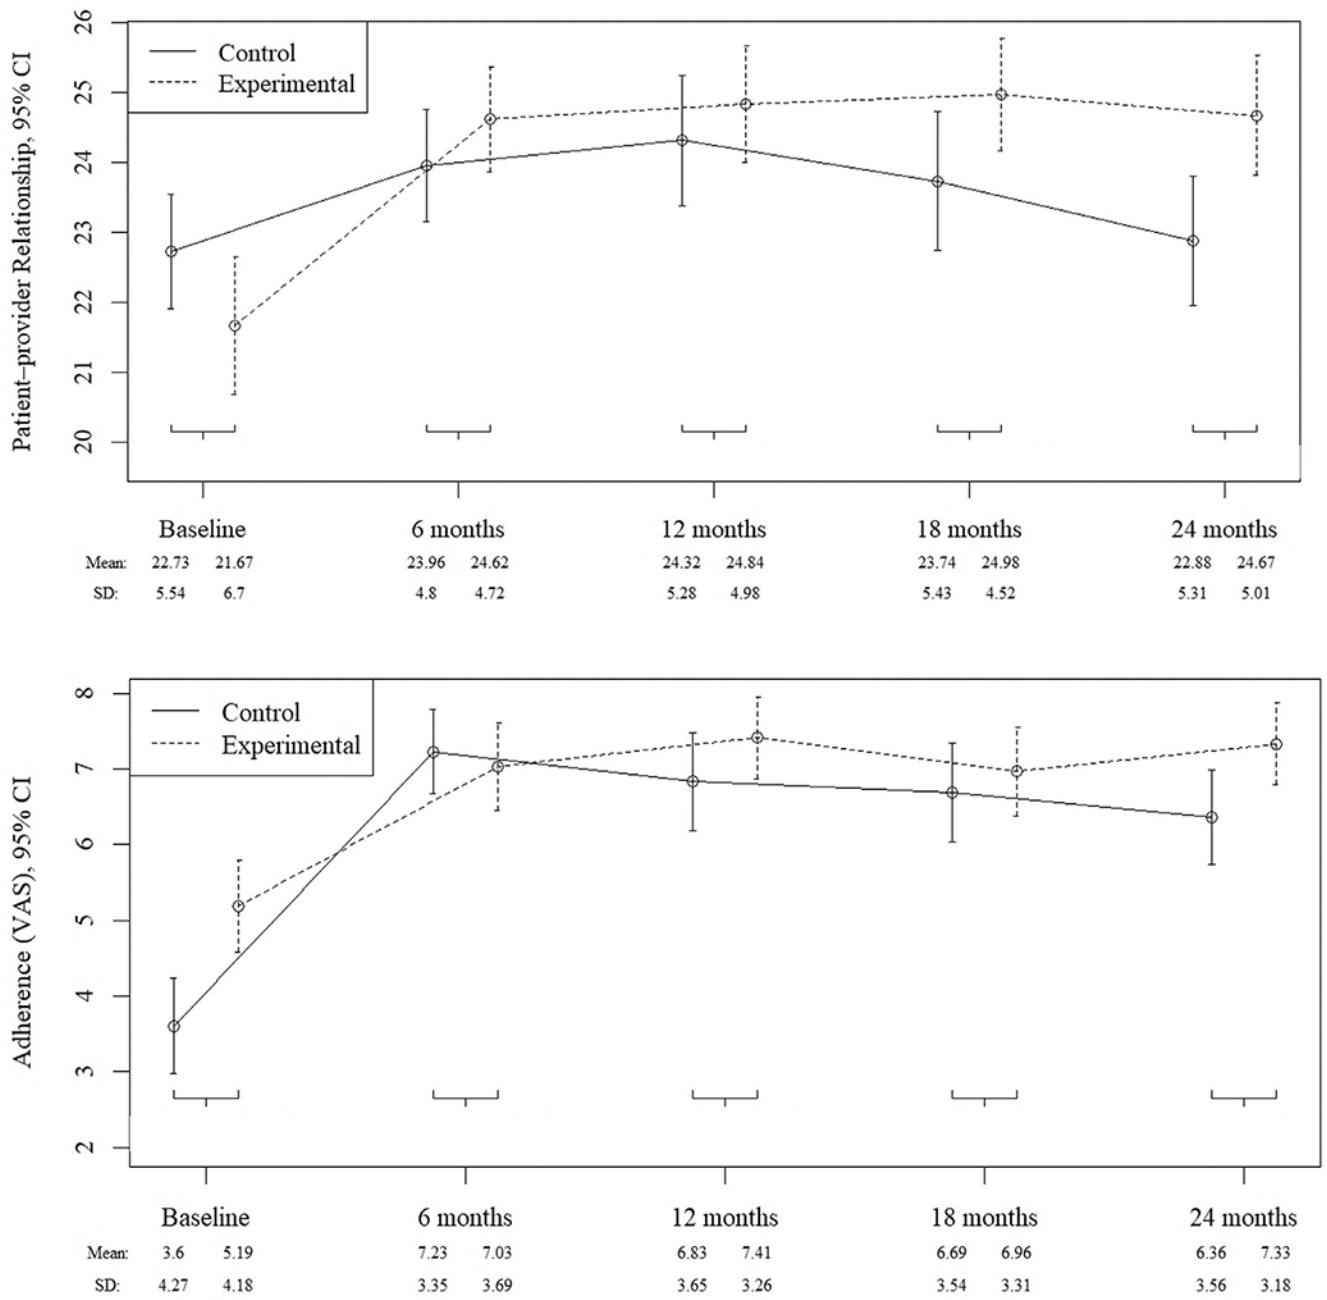 Patient–provider Relationship, 95% CI
26
25
24
23
22
21
20
Control
Experimental
Baseline 6 months 12 months 18 months 24 months
Mean: 22.73 21.67 23.96 24.62 24.32 24.84 23.74 24.98 22.88 24.67
SD: 5.54 6.7 4.8 4.72 5.28 4.98 5.43 4.52 5.31 5.01
Adherence (VAS), 95% CI
8
7
6
5
4
3
2
Control
Experimental
Baseline 6 months 12 months 18 months 24 months
Mean: 3.6 5.19 7.23 7.03 6.83 7.41 6.69 6.96 6.36 7.33
SD: 4.27 4.18 3.35 3.69 3.65 3.26 3.54 3.31 3.56 3.18